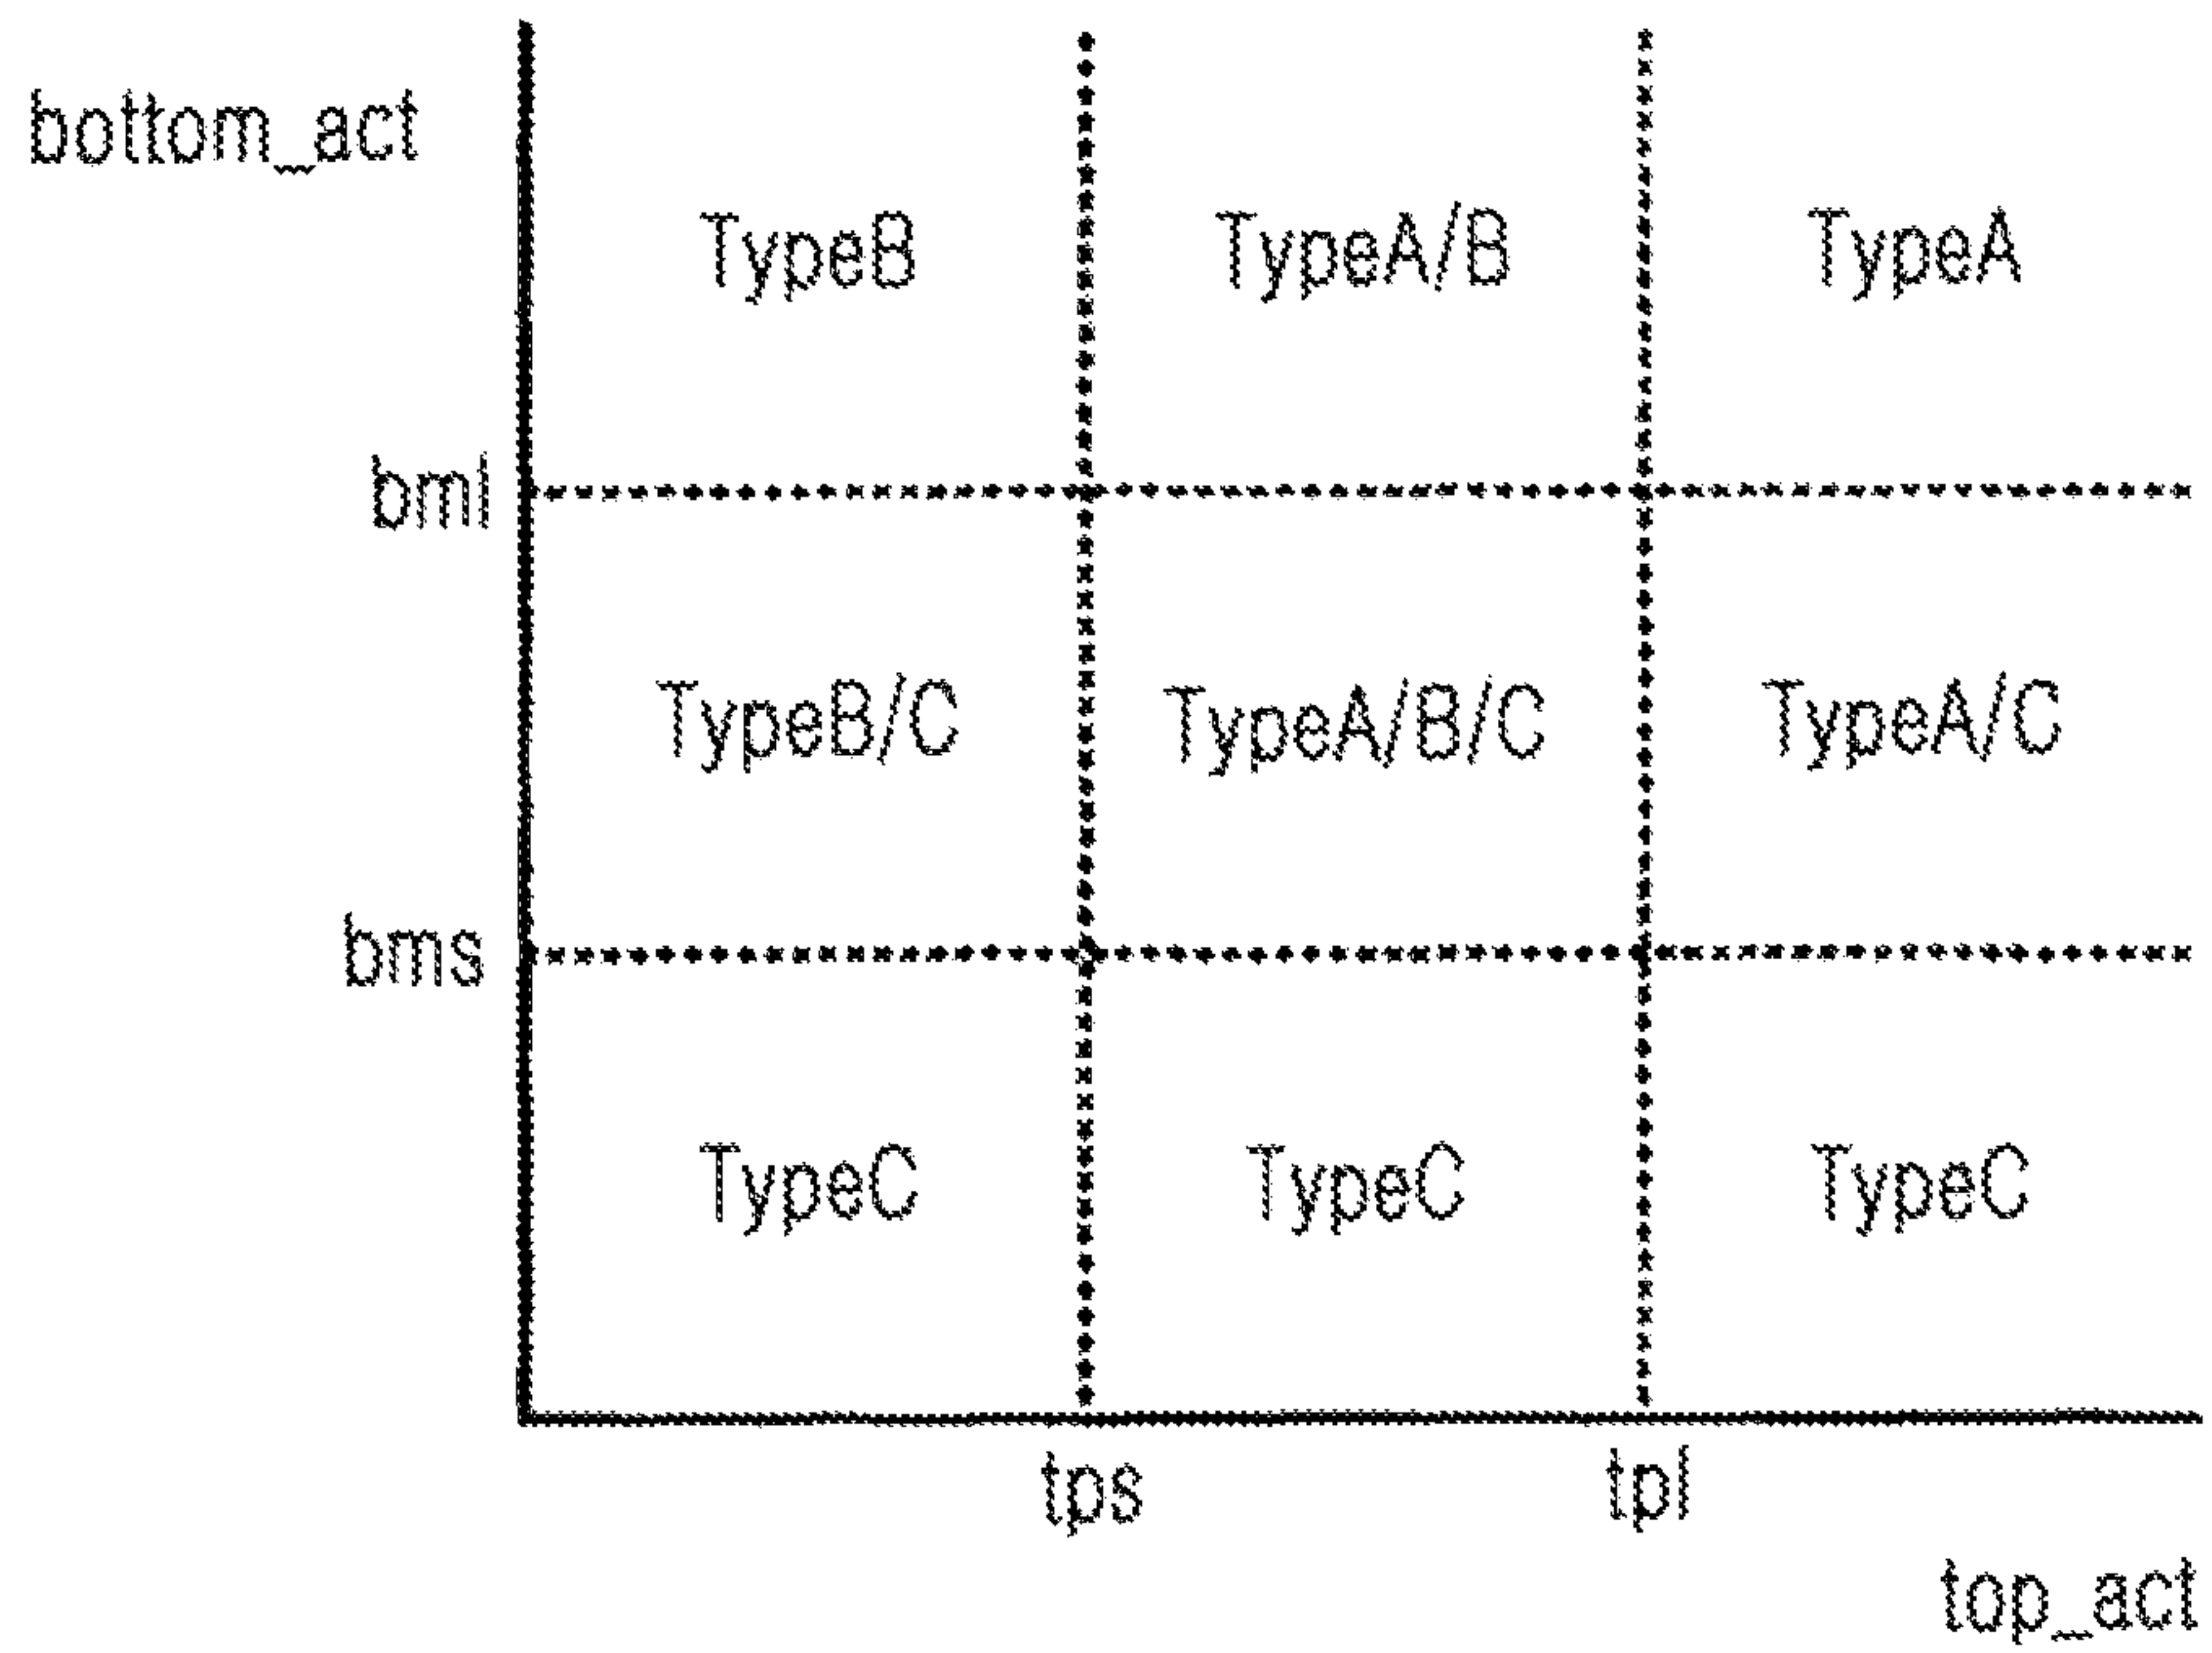 bottom_act
TypeB TypeA/B TypeA
bml
TypeB/C TypeA/B/C TypeA/C
bms
TypeC TypeC TypeC
tps tpl
top_act